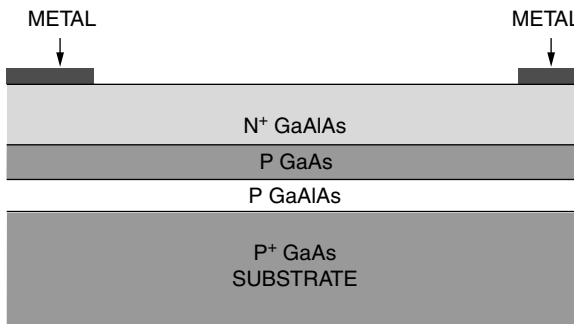 METAL
METAL
N⁺ GaAlAs
P GaAs
P GaAlAs
P⁺ GaAs
SUBSTRATE